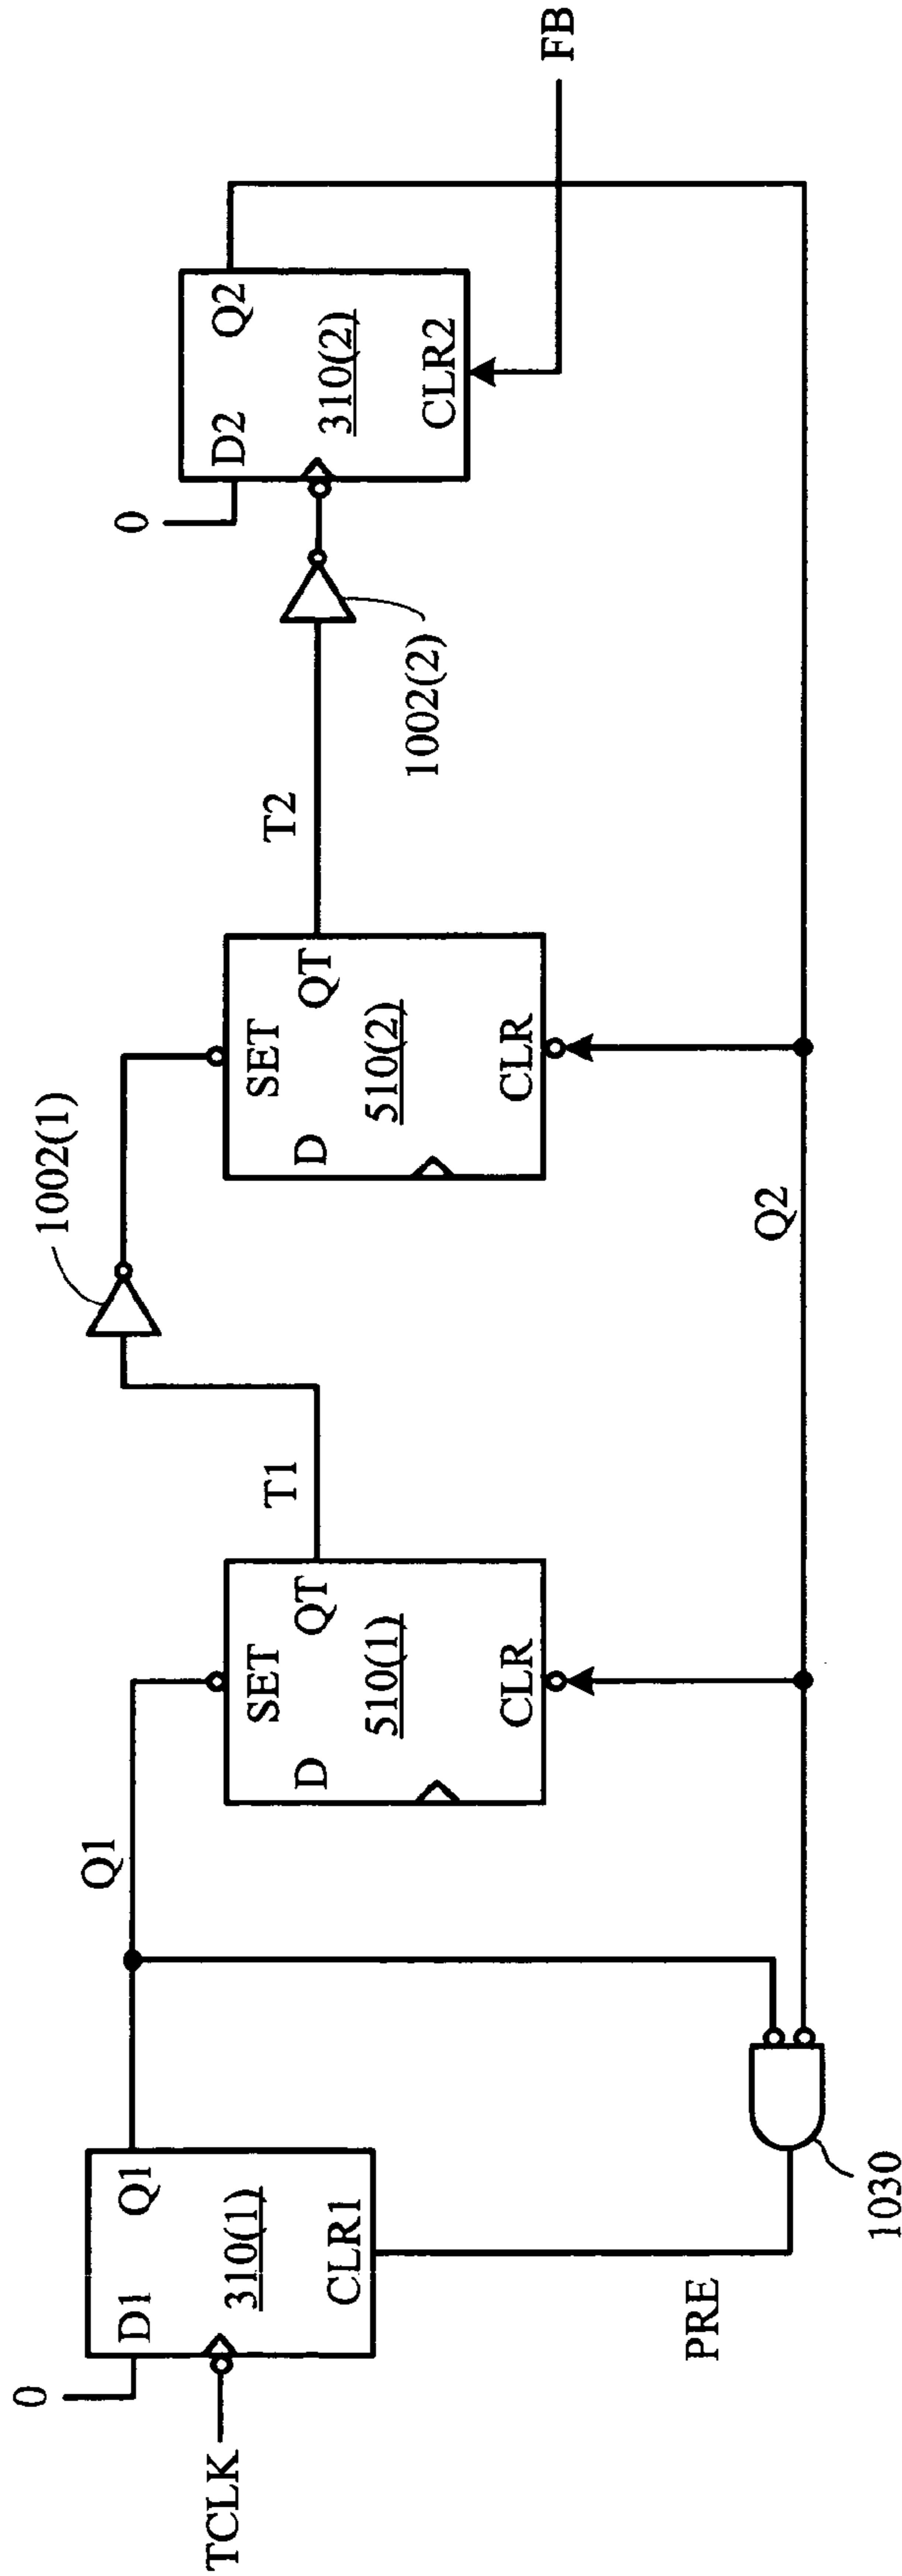 0
D1
Q1
310(1)
CLR1
TCLK
PRE
1030
Q1
SET
D
QT
510(1)
CLR
T1
1002(1)
SET
D
QT
510(2)
CLR
T2
1002(2)
Q2
0
D2
Q2
310(2)
CLR2
FB